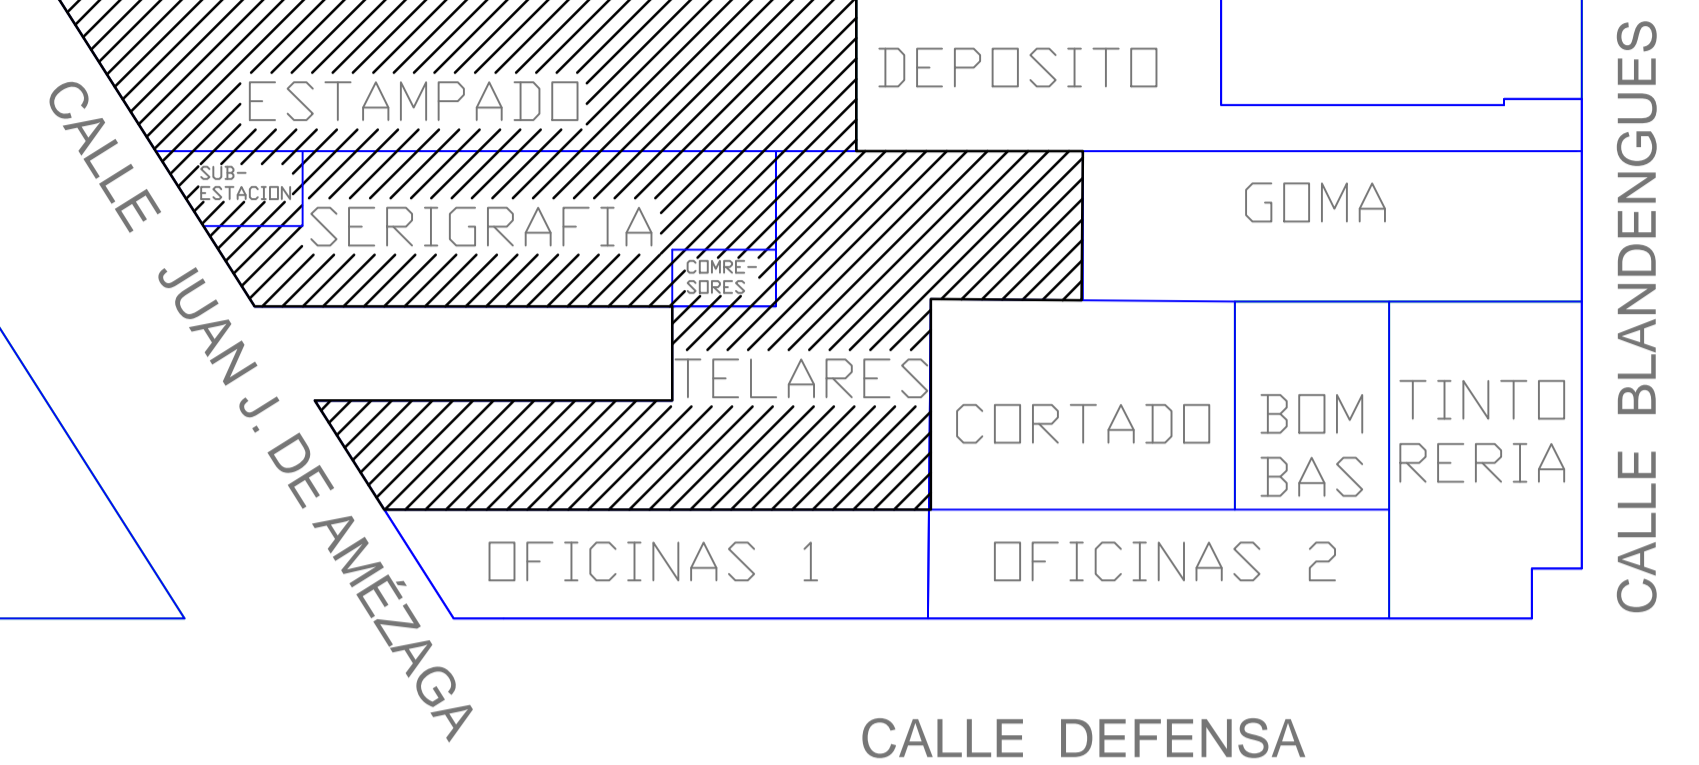 DEPOSITO
ESTAMPADO
SUB-
ESTACION
SERIGRAFIA
GOMA
COMRE-
SORES
TELARES
CORTADO
BOM
BAS
TINTO
RERIA
OFICINAS 1
OFICINAS 2
CALLE JUAN J. DE AMÉZAGA
CALLE BLANDENGUES
CALLE DEFENSA